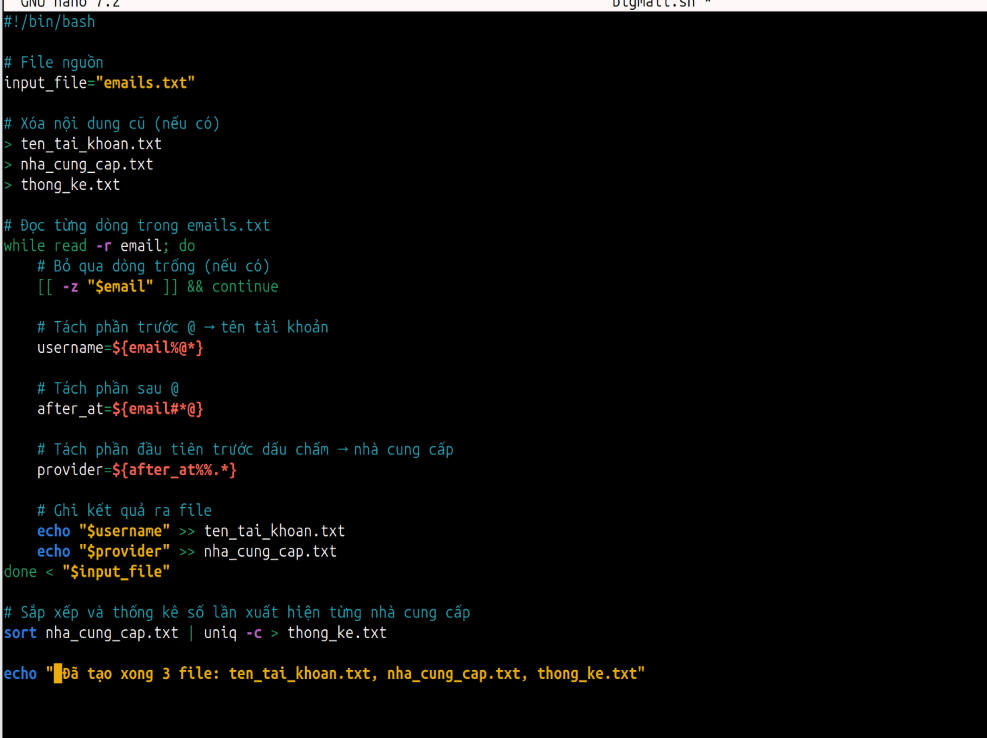 GNU nano 7.2
#!/bin/bash
# File nguồn
input_file="emails.txt"
# Xóa nội dung cũ (nếu có)
> ten_tai_khoan.txt
> nha_cung_cap.txt
> thong_ke.txt
# Đọc từng dòng trong emails.txt
while read -r email; do
# Bỏ qua dòng trống (nếu có)
[[ -z "$email" ]] && continue
# Tách phần trước @ → tên tài khoản
username=${email%@*}
# Tách phần sau @
after_at=${email#*@}
# Tách phần đầu tiên trước dấu chấm → nhà cung cấp
provider=${after_at%%.*}
# Ghi kết quả ra file
echo "$username" >> ten_tai_khoan.txt
echo "$provider" >> nha_cung_cap.txt
done < "$input_file"
# Sắp xếp và thống kê số lần xuất hiện từng nhà cung cấp
sort nha_cung_cap.txt | uniq -c > thong_ke.txt
echo "Đã tạo xong 3 file: ten_tai_khoan.txt, nha_cung_cap.txt, thong_ke.txt"